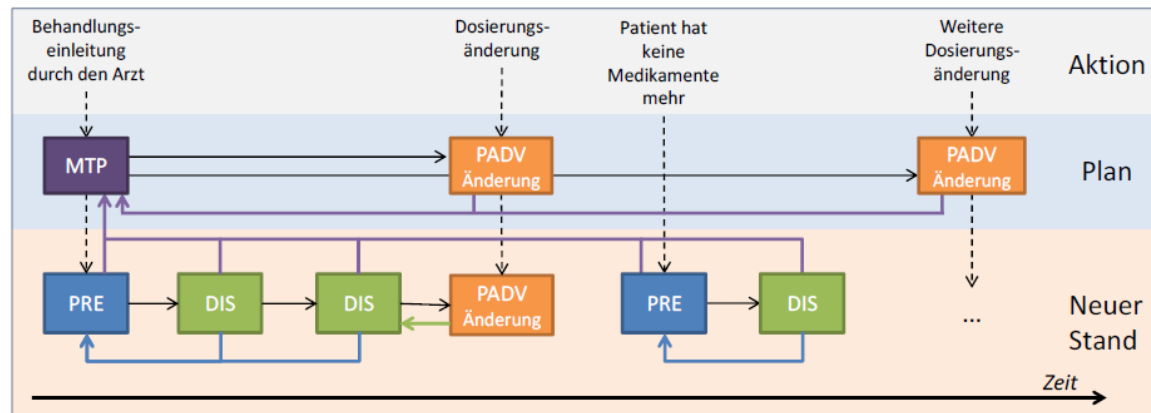 Behandlungs-
einleitung
durch den Arzt
Dosierungs-
änderung
Patient hat
keine
Medikamente
mehr
Weitere
Dosierungs-
änderung
Aktion
MTP
PADV
Änderung
PADV
Änderung
Plan
PRE
DIS
DIS
PADV
Änderung
PRE
DIS
...
Neuer
Stand
Zeit